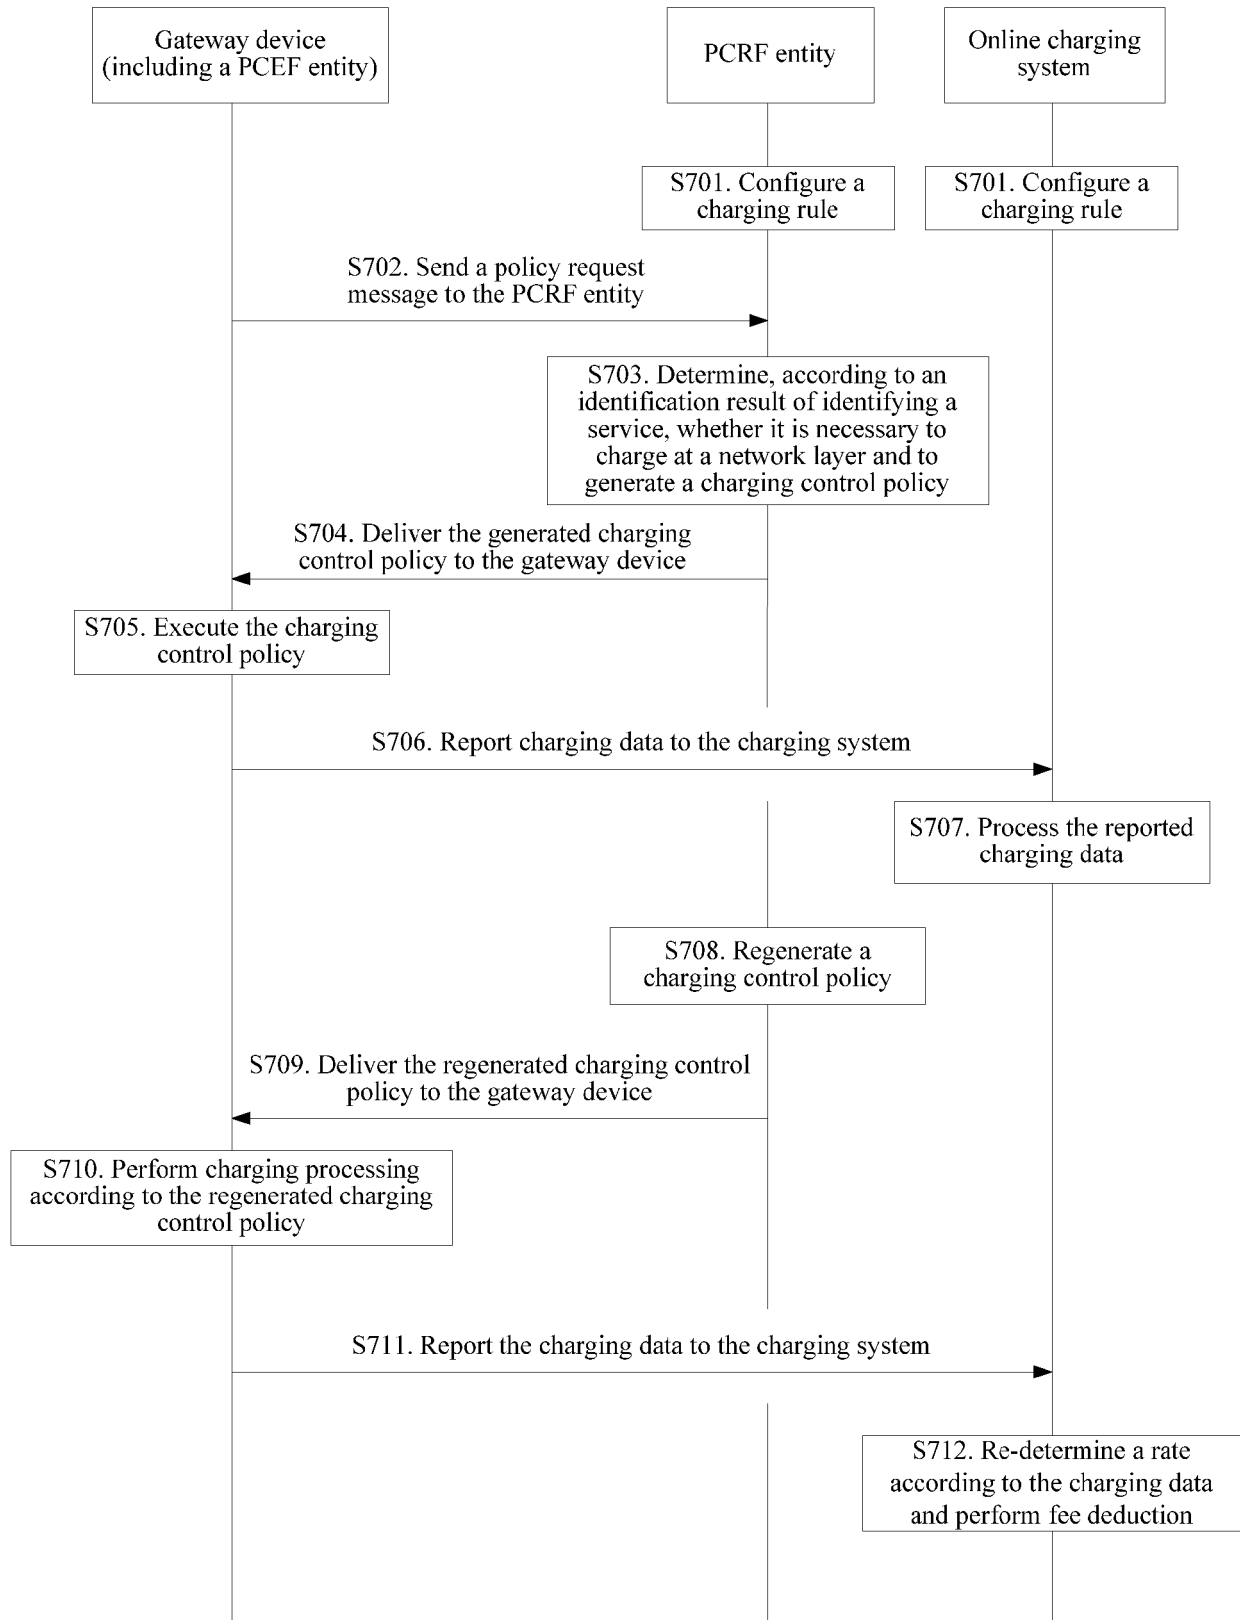 Gateway device
(including a PCEF entity)
PCRF entity
Online charging
system
S701. Configure a
charging rule
S701. Configure a
charging rule
S702. Send a policy request
message to the PCRF entity
S703. Determine, according to an
identification result of identifying a
service, whether it is necessary to
charge at a network layer and to
generate a charging control policy
S704. Deliver the generated charging
control policy to the gateway device
S705. Execute the charging
control policy
S706. Report charging data to the charging system
S707. Process the reported
charging data
S708. Regenerate a
charging control policy
S709. Deliver the regenerated charging control
policy to the gateway device
S710. Perform charging processing
according to the regenerated charging
control policy
S711. Report the charging data to the charging system
S712. Re-determine a rate
according to the charging data
and perform fee deduction